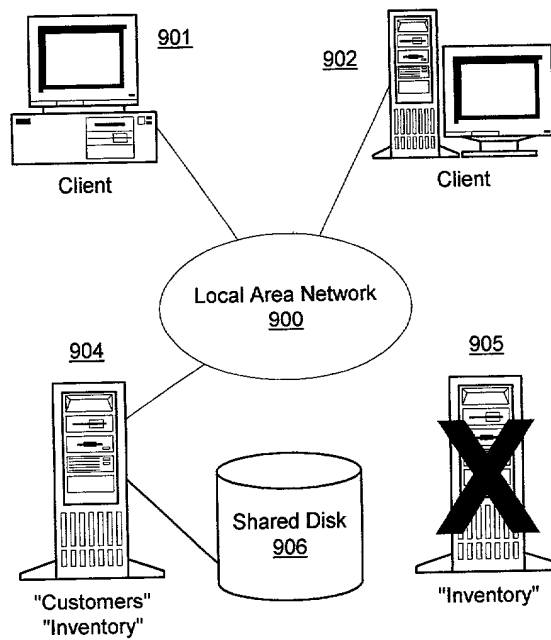 901
902
Client
Client
Local Area Network
900
904
905
Shared Disk
906
"Customers"
"Inventory"
"Inventory"